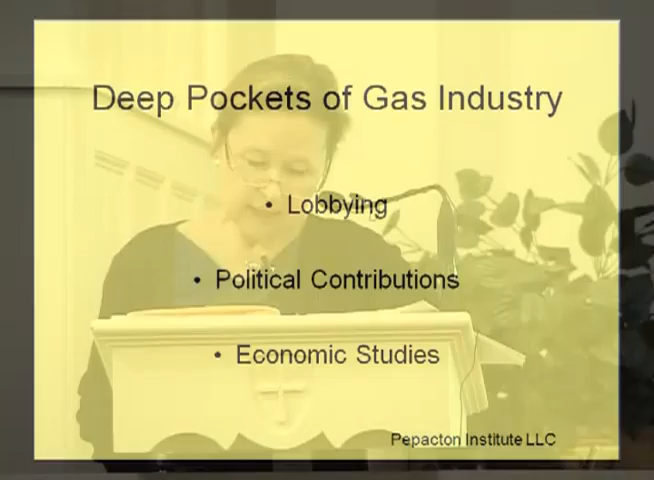 Deep Pockets of Gas Industry
• Lobbying
• Political Contributions
• Economic Studies
Pepacton Institute LLC